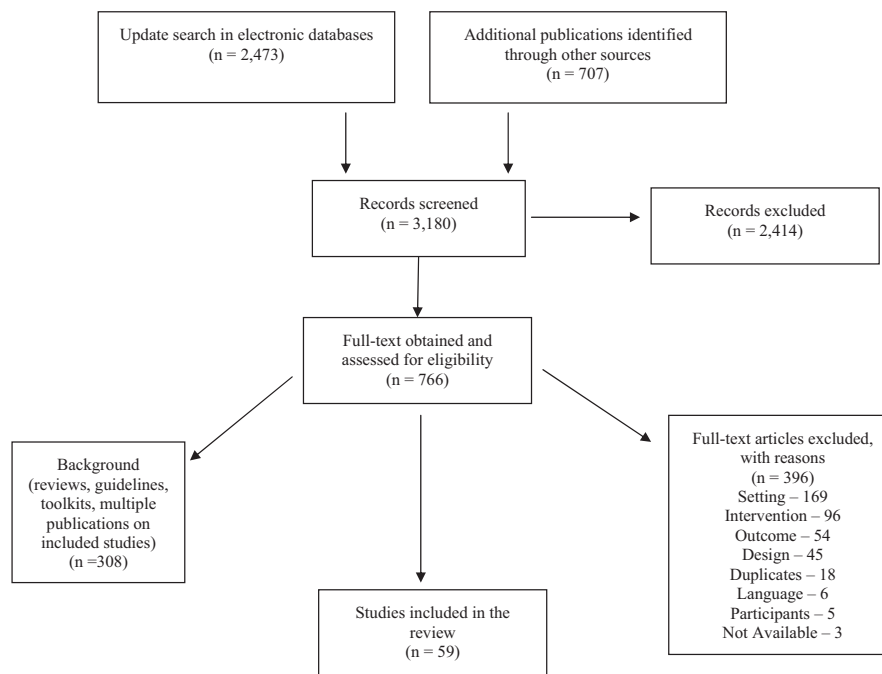 Update search in electronic databases
(n = 2,473)
Additional publications identified
through other sources
(n = 707)
Records screened
(n = 3,180)
Records excluded
(n = 2,414)
Full-text obtained and
assessed for eligibility
(n = 766)
Background
(reviews, guidelines,
toolkits, multiple
publications on
included studies)
(n =308)
Full-text articles excluded,
with reasons
(n = 396)
Setting – 169
Intervention – 96
Outcome – 54
Design – 45
Duplicates – 18
Language – 6
Participants – 5
Not Available – 3
Studies included in the
review
(n = 59)